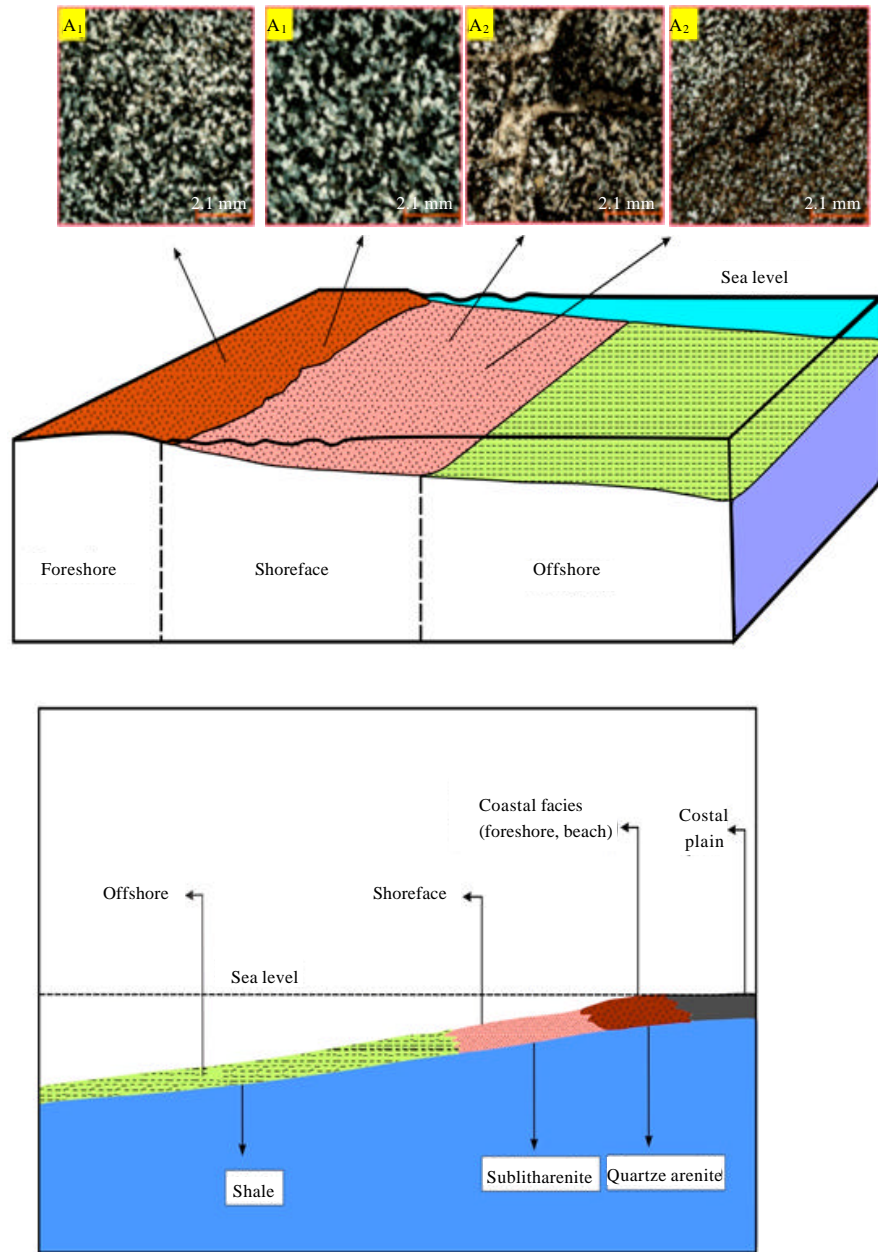 A₁
A₁
A₂
A₂
2.1 mm
2.1 mm
2.1 mm
2.1 mm
Sea level
Foreshore
Shoreface
Offshore
Coastal facies
(foreshore, beach)
Costal
plain
Offshore
Shoreface
Sea level
Shale
Sublitharenite
Quartze arenite